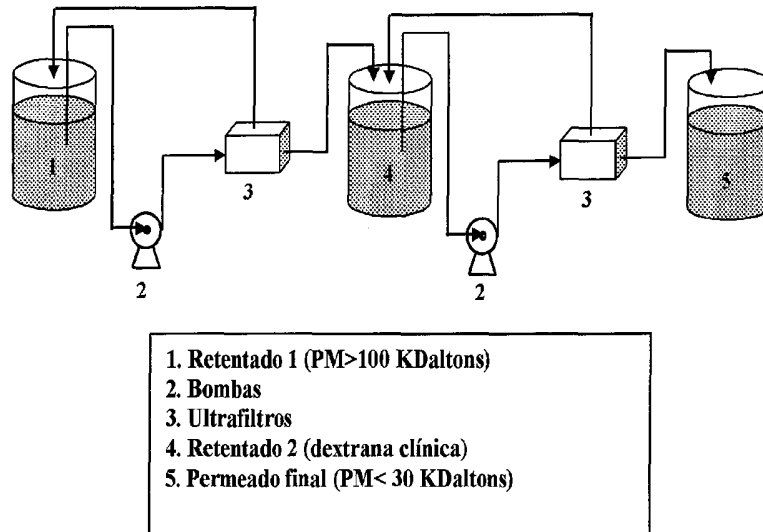 1
3
4
3
5
2
2
1. Retentado 1 (PM>100 KDaltons)
2. Bombas
3. Ultrafiltros
4. Retentado 2 (dextrana clínica)
5. Permeado final (PM< 30 KDaltons)